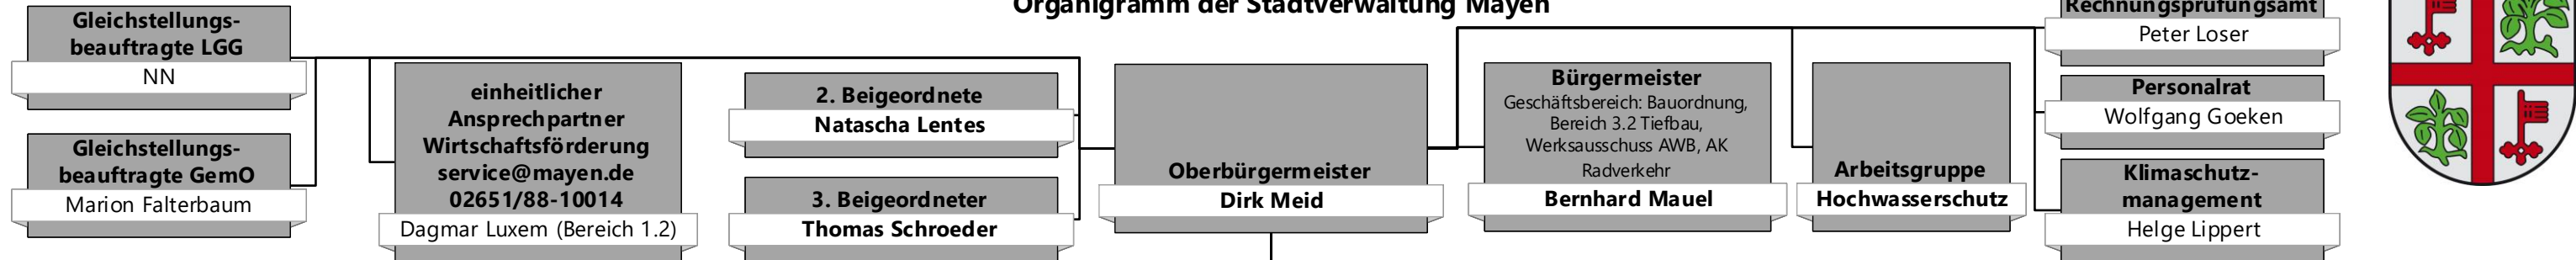 Organigramm der Stadtverwaltung Mayen
Gleichstellungs-
beauftragte LGG
NN
Gleichstellungs-
beauftragte GemO
Marion Falterbaum
einheitlicher
Ansprechpartner
Wirtschaftsförderung
service@mayen.de
02651/88-10014
Dagmar Luxem (Bereich 1.2)
2. Beigeordnete
Natascha Lentes
3. Beigeordneter
Thomas Schroeder
Oberbürgermeister
Dirk Meid
Bürgermeister
Geschäftsbereich: Bauordnung,
Bereich 3.2 Tiefbau,
Werksausschuss AWB, AK
Radverkehr
Bernhard Mauel
Arbeitsgruppe
Hochwasserschutz
Rechnungsprüfungsamt
Peter Loser
Personalrat
Wolfgang Goeken
Klimaschutz-
management
Helge Lippert